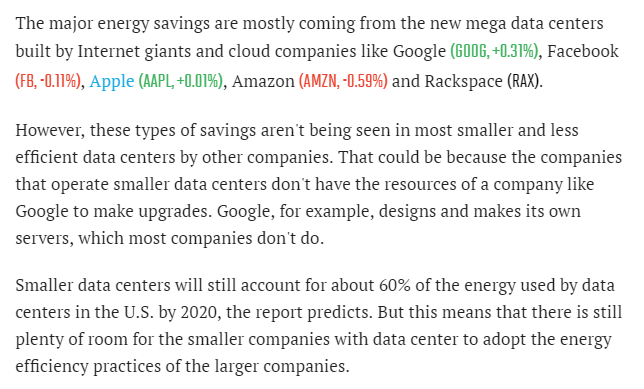 The major energy savings are mostly coming from the new mega data centers
built by Internet giants and cloud companies like Google (GOOG, +0.31%), Facebook
(FB, -0.11%), Apple (AAPL, +0.01%), Amazon (AMZN, -0.59%) and Rackspace (RAX).
However, these types of savings aren't being seen in most smaller and less
efficient data centers by other companies. That could be because the companies
that operate smaller data centers don't have the resources of a company like
Google to make upgrades. Google, for example, designs and makes its own
servers, which most companies don't do.
Smaller data centers will still account for about 60% of the energy used by data
centers in the U.S. by 2020, the report predicts. But this means that there is still
plenty of room for the smaller companies with data center to adopt the energy
efficiency practices of the larger companies.